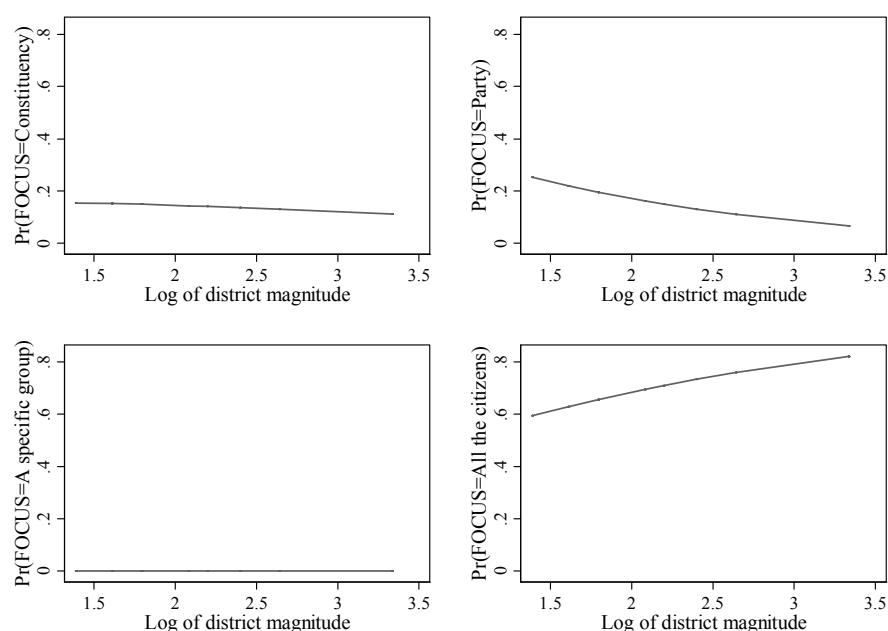 Pr(FOCUS=Constituency)
.8
.6
.4
.2
0
1.5 2 2.5 3 3.5
Log of district magnitude
Pr(FOCUS=Party)
.8
.6
.4
.2
0
1.5 2 2.5 3 3.5
Log of district magnitude
Pr(FOCUS=A specific group)
.8
.6
.4
.2
0
1.5 2 2.5 3 3.5
Log of district magnitude
Pr(FOCUS=All the citizens)
.8
.6
.4
.2
0
1.5 2 2.5 3 3.5
Log of district magnitude